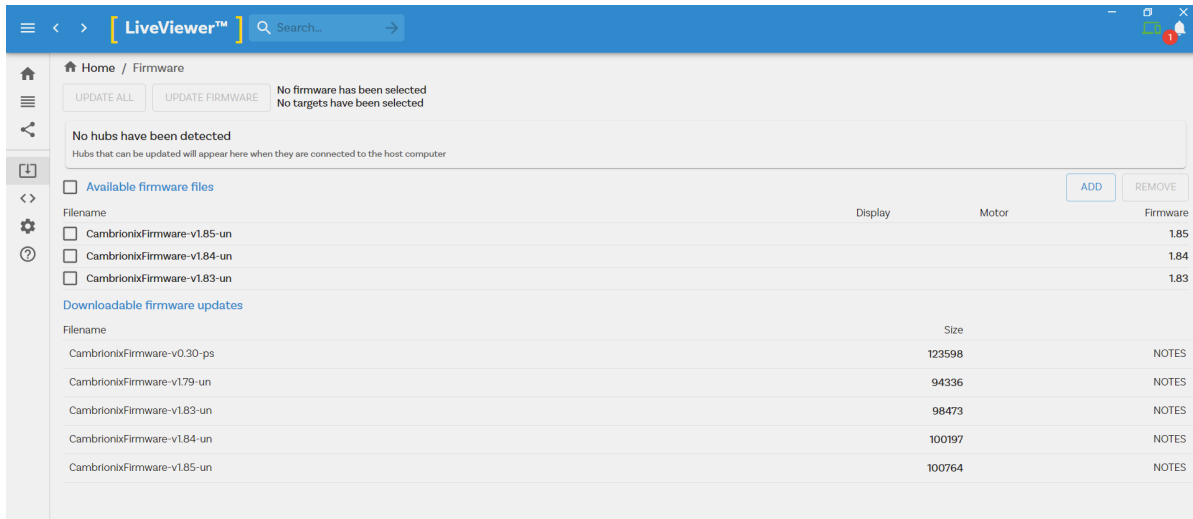 [ LiveViewer™ ] Search...
1
Home / Firmware
UPDATE ALL UPDATE FIRMWARE No firmware has been selected
No targets have been selected
No hubs have been detected
Hubs that can be updated will appear here when they are connected to the host computer
Available firmware files ADD REMOVE
Filename Display Motor Firmware
CambrionixFirmware-v1.85-un 1.85
CambrionixFirmware-v1.84-un 1.84
CambrionixFirmware-v1.83-un 1.83
Downloadable firmware updates
Filename Size
CambrionixFirmware-v0.30-ps 123598 NOTES
CambrionixFirmware-v1.79-un 94336 NOTES
CambrionixFirmware-v1.83-un 98473 NOTES
CambrionixFirmware-v1.84-un 100197 NOTES
CambrionixFirmware-v1.85-un 100764 NOTES